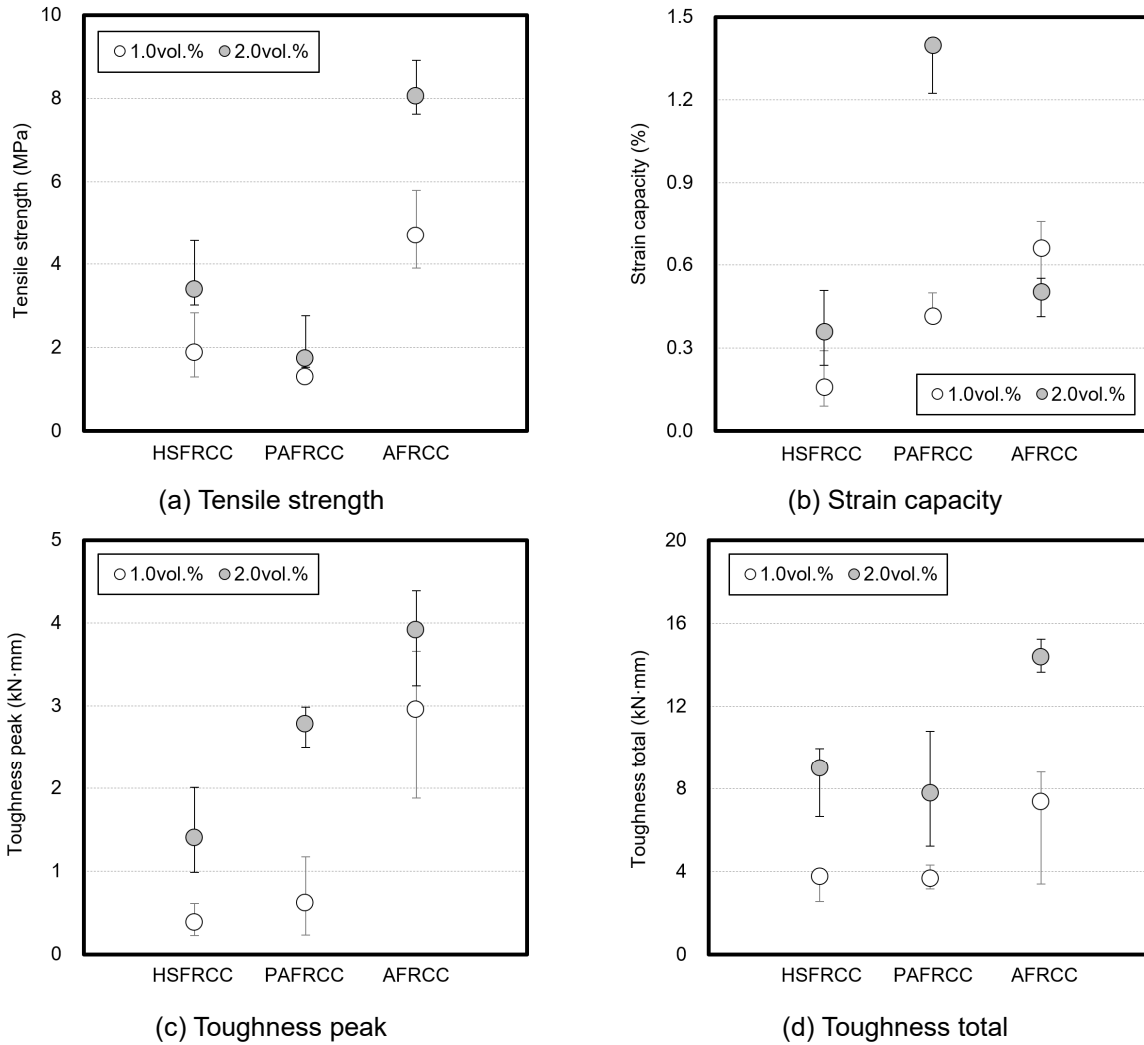 10
8
6
4
2
0
Tensile strength (MPa)
1.0vol.% 2.0vol.%
HSFRCC PAFRCC AFRCC
(a) Tensile strength
1.5
1.2
0.9
0.6
0.3
0.0
Strain capacity (%)
1.0vol.% 2.0vol.%
HSFRCC PAFRCC AFRCC
(b) Strain capacity
5
4
3
2
1
0
Toughness peak (kN·mm)
1.0vol.% 2.0vol.%
HSFRCC PAFRCC AFRCC
(c) Toughness peak
20
16
12
8
4
0
Toughness total (kN·mm)
1.0vol.% 2.0vol.%
HSFRCC PAFRCC AFRCC
(d) Toughness total